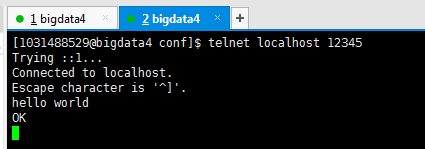 1 bigdata4 × 2 bigdata4 × +
[1031488529@bigdata4 conf]$ telnet localhost 12345
Trying ::1...
Connected to localhost.
Escape character is '^]'.
hello world
OK